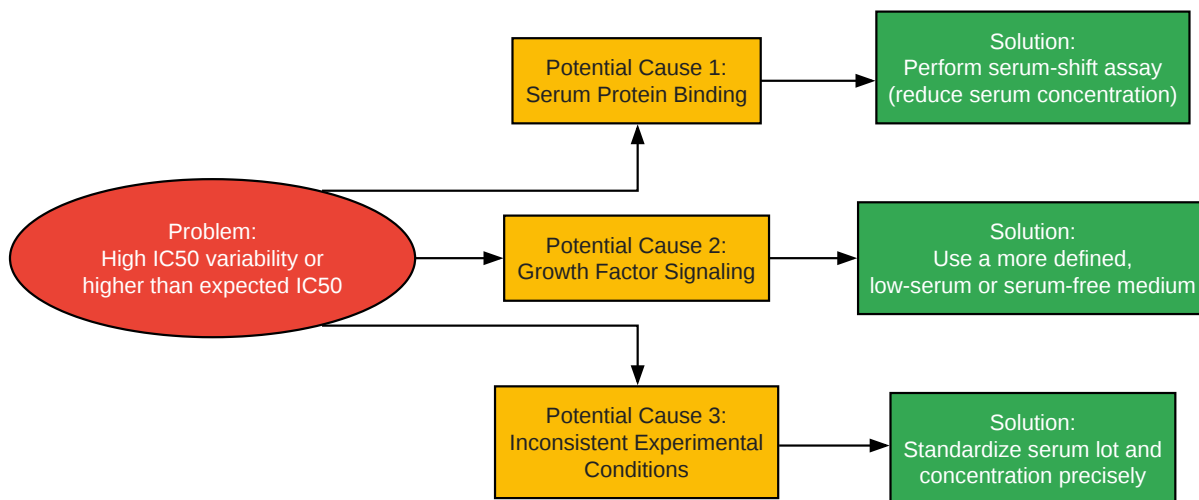 Problem:
High IC50 variability or
higher than expected IC50
Potential Cause 1:
Serum Protein Binding
Solution:
Perform serum-shift assay
(reduce serum concentration)
Potential Cause 2:
Growth Factor Signaling
Solution:
Use a more defined,
low-serum or serum-free medium
Potential Cause 3:
Inconsistent Experimental
Conditions
Solution:
Standardize serum lot and
concentration precisely